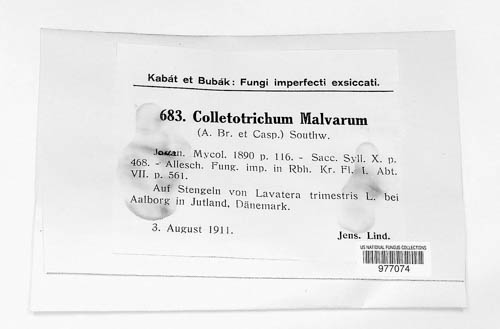 Kabát et Bubák: Fungi imperfecti exsiccati.
683. Colletotrichum Malvarum
(A. Br. et Casp.) Southw.
Mycol. 1890 p. 116. - Sacc. Syll. X. p.
468. - Allesch. Fung. imp. in Rbh. Kr. Fl. I. Abt.
VII. p. 561.
Auf Stengeln von Lavatera trimestris L. bei
Aalborg in Jutland, Dänemark.
3. August 1911.
Jens. Lind.
US NATIONAL FUNGUS COLLECTIONS
977074